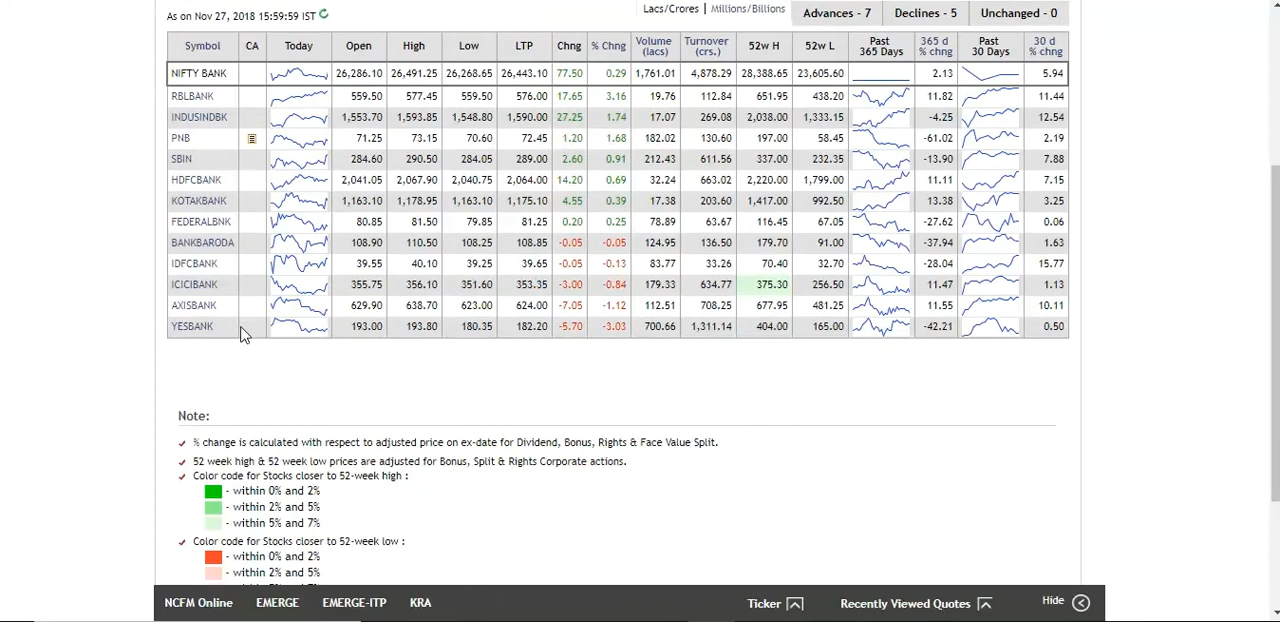 As on Nov 27, 2018 15:59:59 IST
Lacs/Crores | Millions/Billions
Advances - 7 Declines - 5 Unchanged - 0
Symbol CA Today Open High Low LTP Chng % Chng Volume (lacs) Turnover (crs.) 52w H 52w L Past 365 Days 365 d % chng Past 30 Days 30 d % chng
NIFTY BANK 26,286.10 26,491.25 26,268.65 26,443.10 77.50 0.29 1,761.01 4,878.29 28,388.65 23,605.60 2.13 5.94
RBLBANK 559.50 577.45 559.50 576.00 17.65 3.16 19.76 112.84 651.95 438.20 11.82 11.44
INDUSINDBK 1,553.70 1,593.85 1,548.80 1,590.00 27.25 1.74 17.07 269.08 2,038.00 1,333.15 -4.25 12.54
PNB 71.25 73.15 70.60 72.45 1.20 1.68 182.02 130.60 197.00 58.45 -61.02 2.19
SBIN 284.60 290.50 284.05 289.00 2.60 0.91 212.43 611.56 337.00 232.35 -13.90 7.88
HDFCBANK 2,041.05 2,067.90 2,040.75 2,064.00 14.20 0.69 32.24 663.02 2,220.00 1,799.00 11.11 7.15
KOTAKBANK 1,163.10 1,178.95 1,163.10 1,175.10 4.55 0.39 17.38 203.60 1,417.00 992.50 13.38 3.25
FEDERALBNK 80.85 81.50 79.85 81.25 0.20 0.25 78.89 63.67 116.45 67.05 -27.62 0.06
BANKBARODA 108.90 110.50 108.25 108.85 -0.05 -0.05 124.95 136.50 179.70 91.00 -37.94 1.63
IDFCBANK 39.55 40.10 39.25 39.65 -0.05 -0.13 83.77 33.26 70.40 32.70 -28.04 15.77
ICICIBANK 355.75 356.10 351.60 353.35 -3.00 -0.84 179.33 634.77 375.30 256.50 11.47 1.13
AXISBANK 629.90 638.70 623.00 624.00 -7.05 -1.12 112.51 708.25 677.95 481.25 11.55 10.11
YESBANK 193.00 193.80 180.35 182.20 -5.70 -3.03 700.66 1,311.14 404.00 165.00 -42.21 0.50
Note:
% change is calculated with respect to adjusted price on ex-date for Dividend, Bonus, Rights & Face Value Split.
52 week high & 52 week low prices are adjusted for Bonus, Split & Rights Corporate actions.
Color code for Stocks closer to 52-week high :
- within 0% and 2%
- within 2% and 5%
- within 5% and 7%
Color code for Stocks closer to 52-week low :
- within 0% and 2%
- within 2% and 5%
NCFM Online EMERGE EMERGE-ITP KRA Ticker Recently Viewed Quotes Hide